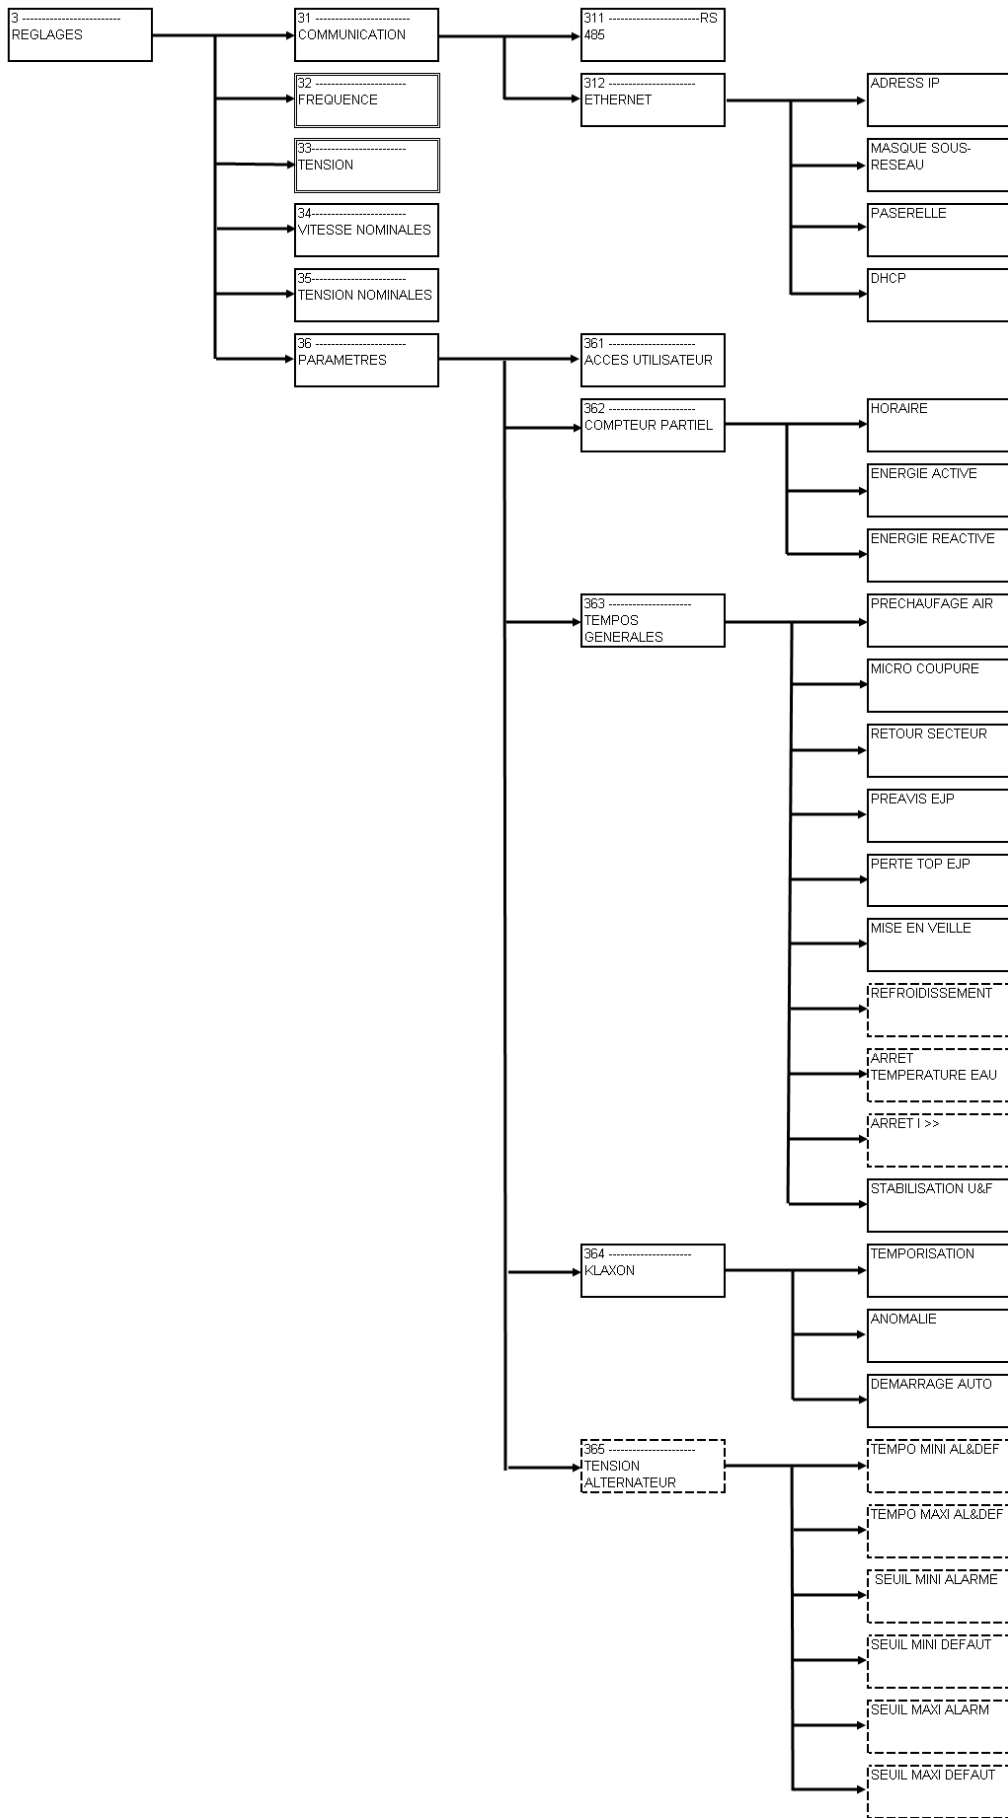 3 -------------------------
REGLAGES
31 ------------------------
COMMUNICATION
311 -----------------------RS
485
32 -----------------------
FREQUENCE
312 ----------------------
ETHERNET
ADRESS IP
33------------------------
TENSION
MASQUE SOUS-
RESEAU
34------------------------
VITESSE NOMINALES
PASERELLE
35------------------------
TENSION NOMINALES
DHCP
36 -----------------------
PARAMETRES
361 ----------------------
ACCES UTILISATEUR
362 ----------------------
COMPTEUR PARTIEL
HORAIRE
ENERGIE ACTIVE
ENERGIE REACTIVE
363 ---------------------
TEMPOS
GENERALES
PRECHAUFAGE AIR
MICRO COUPURE
RETOUR SECTEUR
PREAVIS EJP
PERTE TOP EJP
MISE EN VEILLE
REFROIDISSEMENT
ARRET
TEMPERATURE EAU
ARRET I >>
STABILISATION U&F
364 ---------------------
KLAXON
TEMPORISATION
ANOMALIE
DEMARRAGE AUTO
365 ----------------------
TENSION
ALTERNATEUR
TEMPO MINI AL&DEF
TEMPO MAXI AL&DEF
SEUIL MINI ALARME
SEUIL MINI DEFAUT
SEUIL MAXI ALARM
SEUIL MAXI DEFAUT